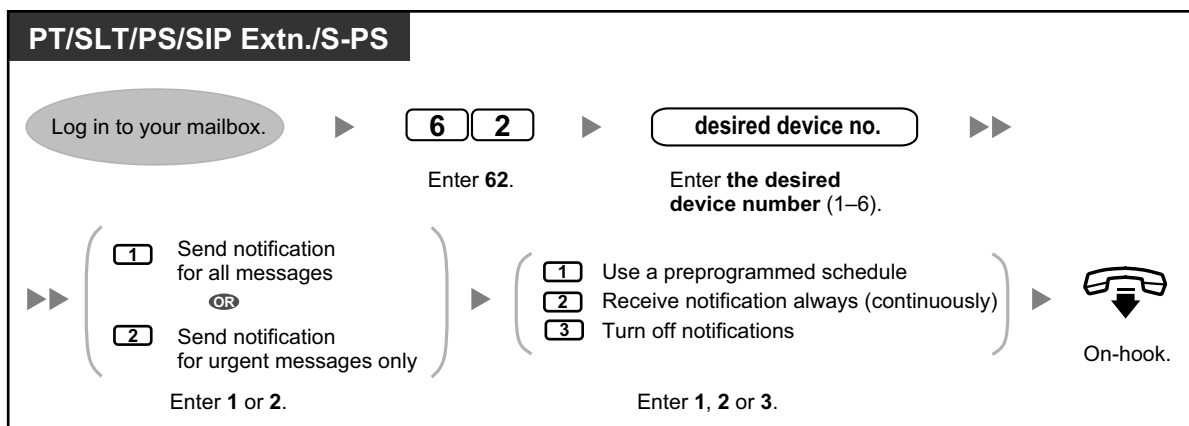 PT/SLT/PS/SIP Extn./S-PS
Log in to your mailbox.
6 2
desired device no.
Enter 62.
Enter the desired
device number (1–6).
1 Send notification
for all messages
OR
2 Send notification
for urgent messages only
Enter 1 or 2.
1 Use a preprogrammed schedule
2 Receive notification always (continuously)
3 Turn off notifications
Enter 1, 2 or 3.
On-hook.